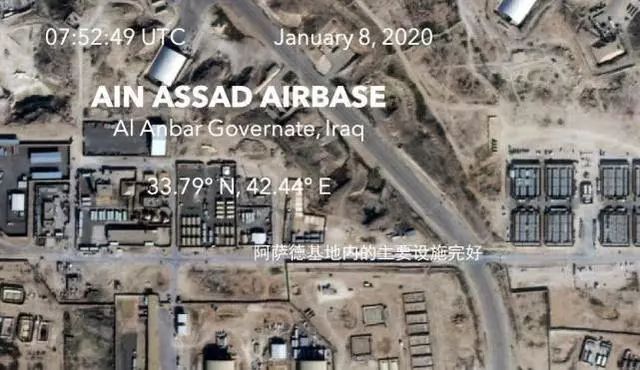 07:52:49 UTC January 8, 2020
AIN ASSAD AIRBASE
Al Anbar Governate, Iraq
33.79° N, 42.44° E
阿萨德基地内的主要设施完好